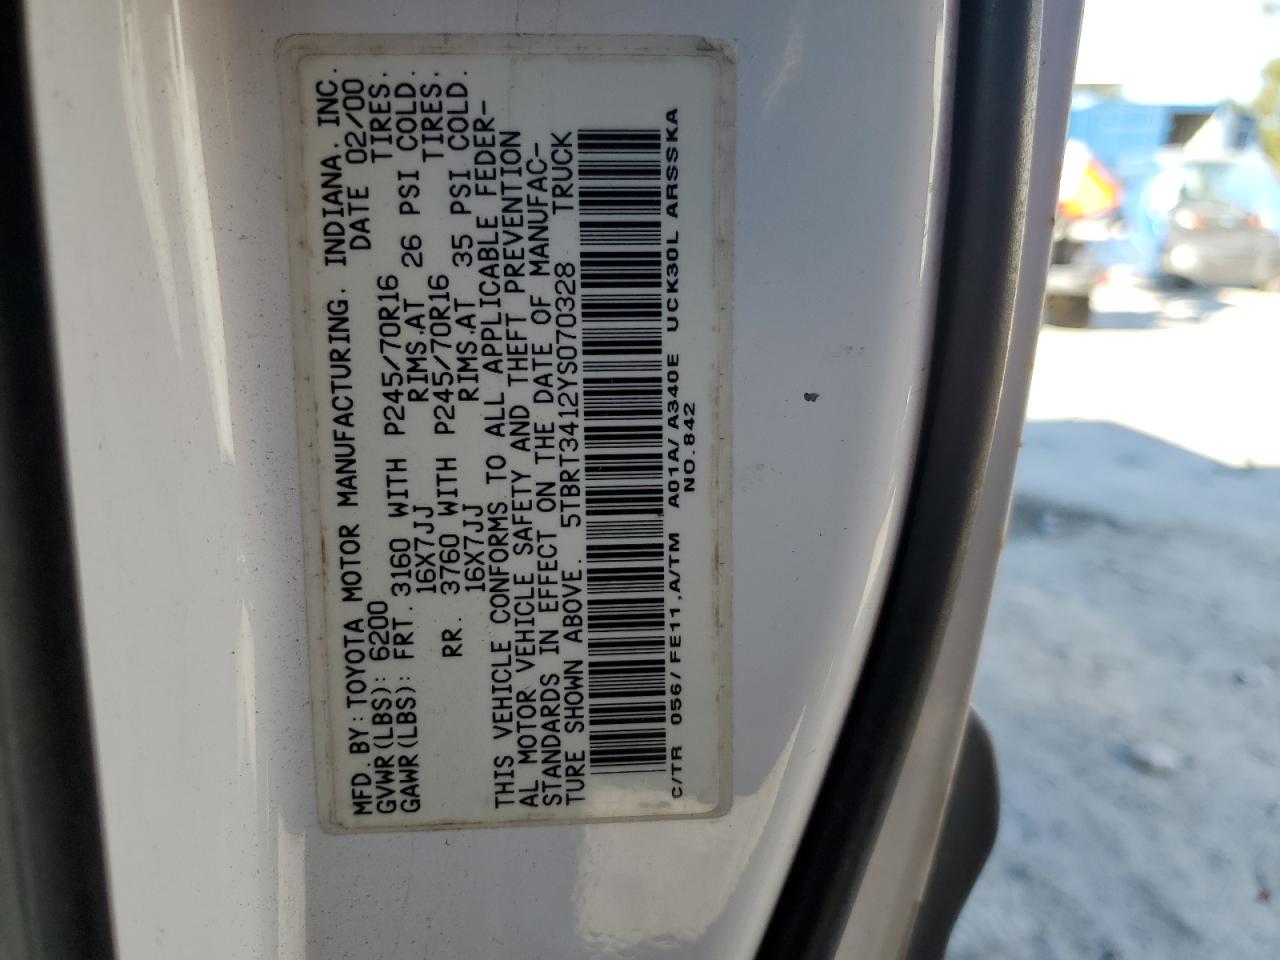 MFD. BY: TOYOTA MOTOR MANUFACTURING. INDIANA. INC.
GVWR(LBS): 6200 DATE 02/00
GAWR(LBS): FRT. 3160 WITH P245/70R16 TIRES.
16X7JJ RIMS.AT 26 PSI COLD.
RR. 3760 WITH P245/70R16 TIRES.
16X7JJ RIMS.AT 35 PSI COLD.
THIS VEHICLE CONFORMS TO ALL APPLICABLE FEDER-
AL MOTOR VEHICLE SAFETY AND THEFT PREVENTION
STANDARDS IN EFFECT ON THE DATE OF MANUFAC-
TURE SHOWN ABOVE. 5TBRT3412YS070328 TRUCK
C/TR 056/FE11,A/TM A01A/A340E UCK30L ARSSKA
NO.842